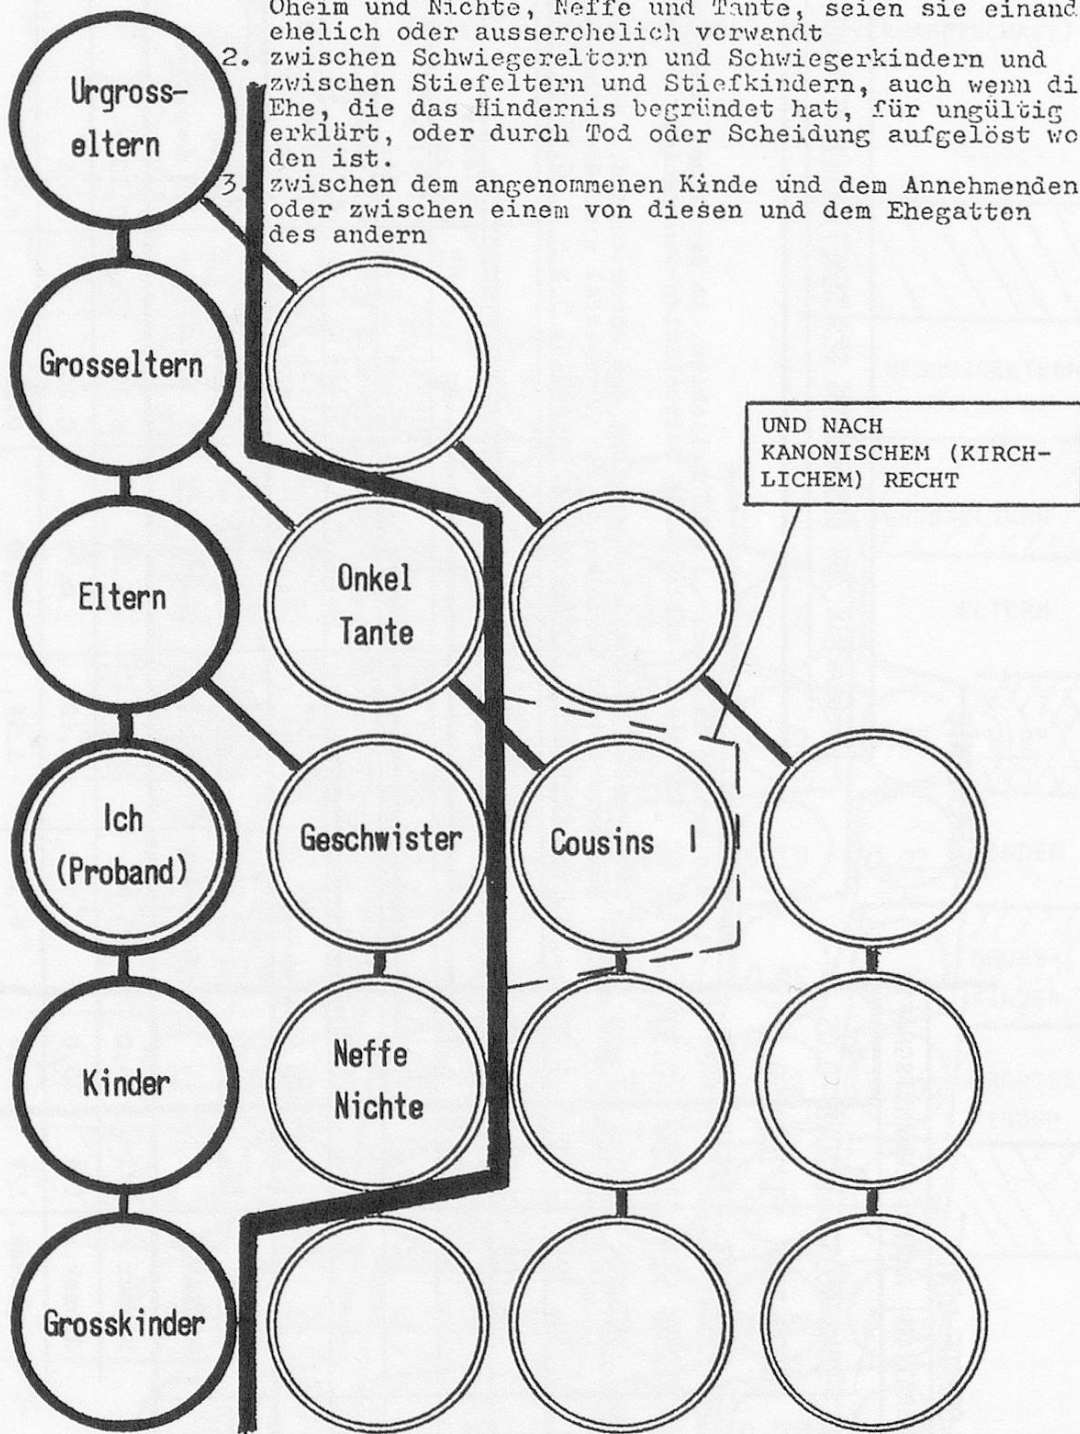 Oheim und Nichte, Neffe und Tante, seien sie einand
ehelich oder ausserehelich verwandt
2. zwischen Schwiegereltern und Schwiegerkindern und
zwischen Stiefeltern und Stiefkindern, auch wenn di
Ehe, die das Hindernis begründet hat, für ungültig
erklärt, oder durch Tod oder Scheidung aufgelöst wo
den ist.
3. zwischen dem angenommenen Kinde und dem Annehmenden
oder zwischen einem von diesen und dem Ehegatten
des andern
Urgross-
eltern
Grosseltern
UND NACH
KANONISCHEM (KIRCH-
LICHEM) RECHT
Eltern
Onkel
Tante
Ich
(Proband)
Geschwister
Cousins I
Kinder
Neffe
Nichte
Grosskinder